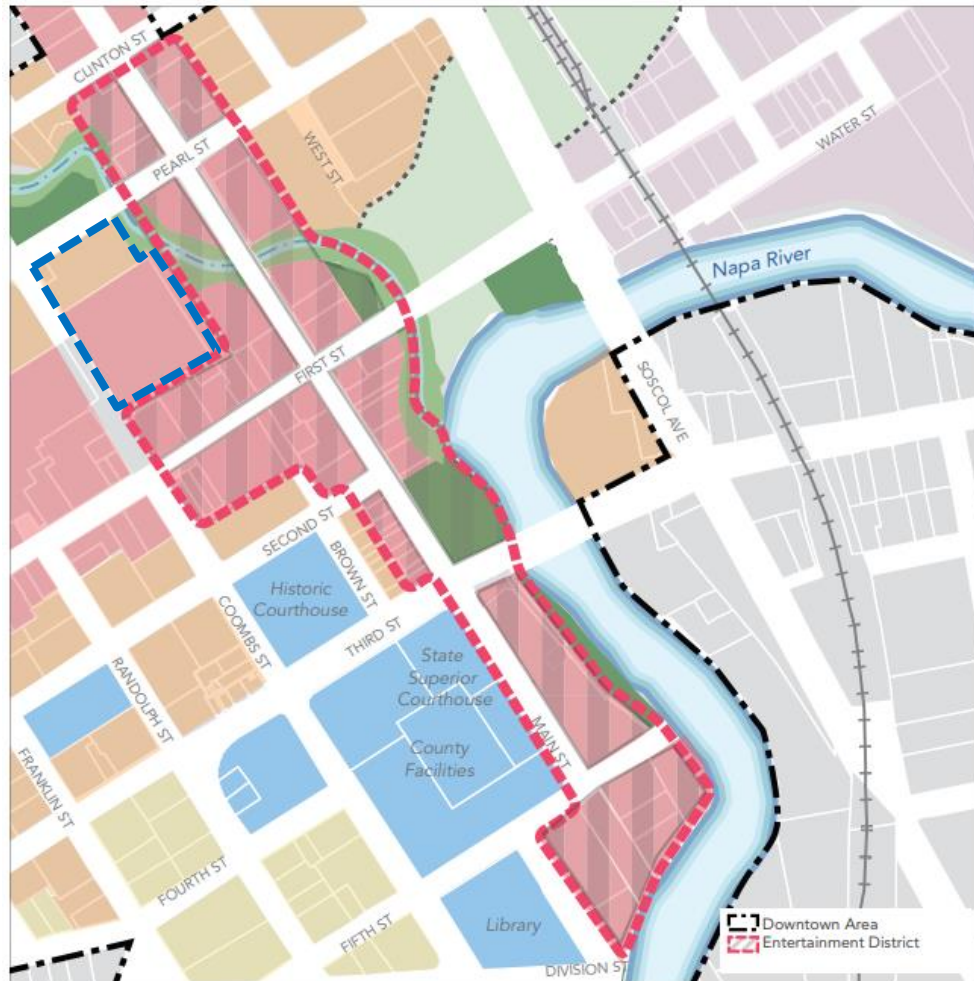 CLINTON ST
PEARL ST
WEST ST
WATER ST
Napa River
FIRST ST
SOSCOL AVE
SECOND ST
BROWN ST
Historic
Courthouse
COOMBS ST
THIRD ST
State
Superior
Courthouse
RANDOLPH ST
MAIN ST
County
Facilities
FRANKLIN ST
FOURTH ST
FIFTH ST
Library
DIVISION ST
Downtown Area
Entertainment District